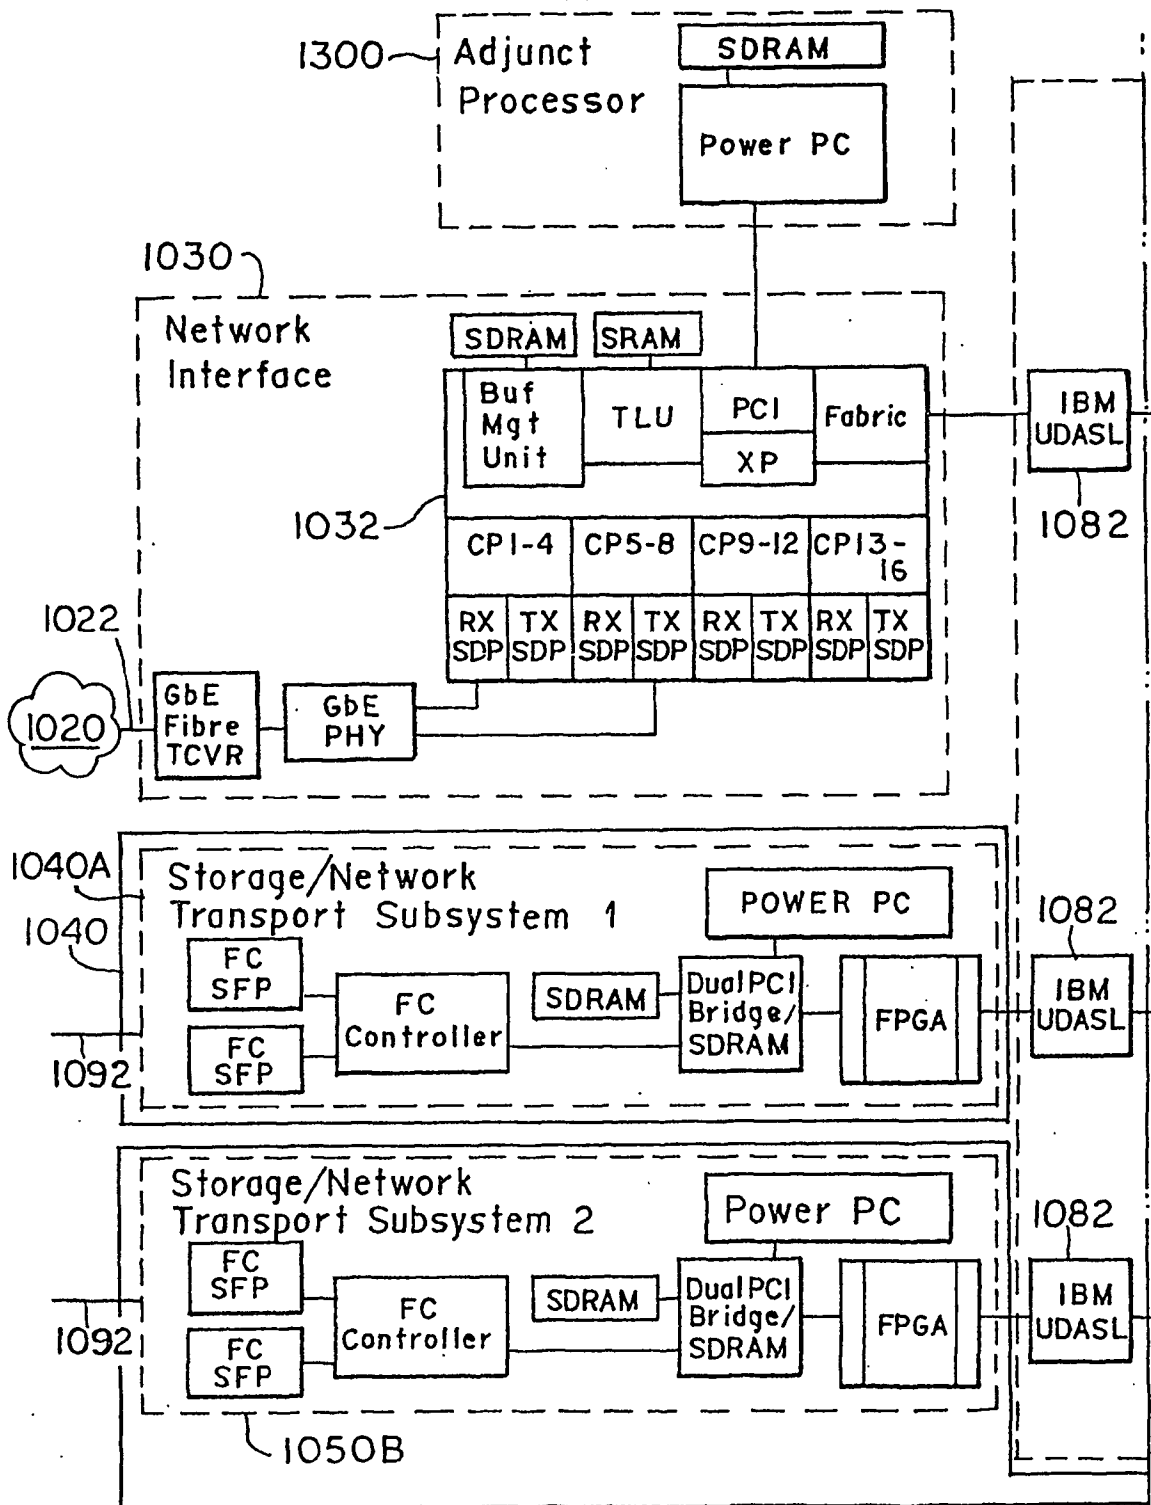 1300
Adjunct
Processor
SDRAM
Power PC
1030
Network
Interface
SDRAM
SRAM
Buf
Mgt
Unit
TLU
PCI
XP
Fabric
IBM
UDASL
1082
1032
CP1-4
CP5-8
CP9-12
CP13-
16
RX
SDP
TX
SDP
RX
SDP
TX
SDP
RX
SDP
TX
SDP
RX
SDP
TX
SDP
1022
1020
GbE
Fibre
TCVR
GbE
PHY
1040A
1040
Storage/Network
Transport Subsystem 1
POWER PC
1082
FC
SFP
FC
SFP
FC
Controller
SDRAM
Dual PCI
Bridge/
SDRAM
FPGA
IBM
UDASL
1092
Storage/Network
Transport Subsystem 2
Power PC
1082
FC
SFP
FC
SFP
FC
Controller
SDRAM
Dual PCI
Bridge/
SDRAM
FPGA
IBM
UDASL
1092
1050B